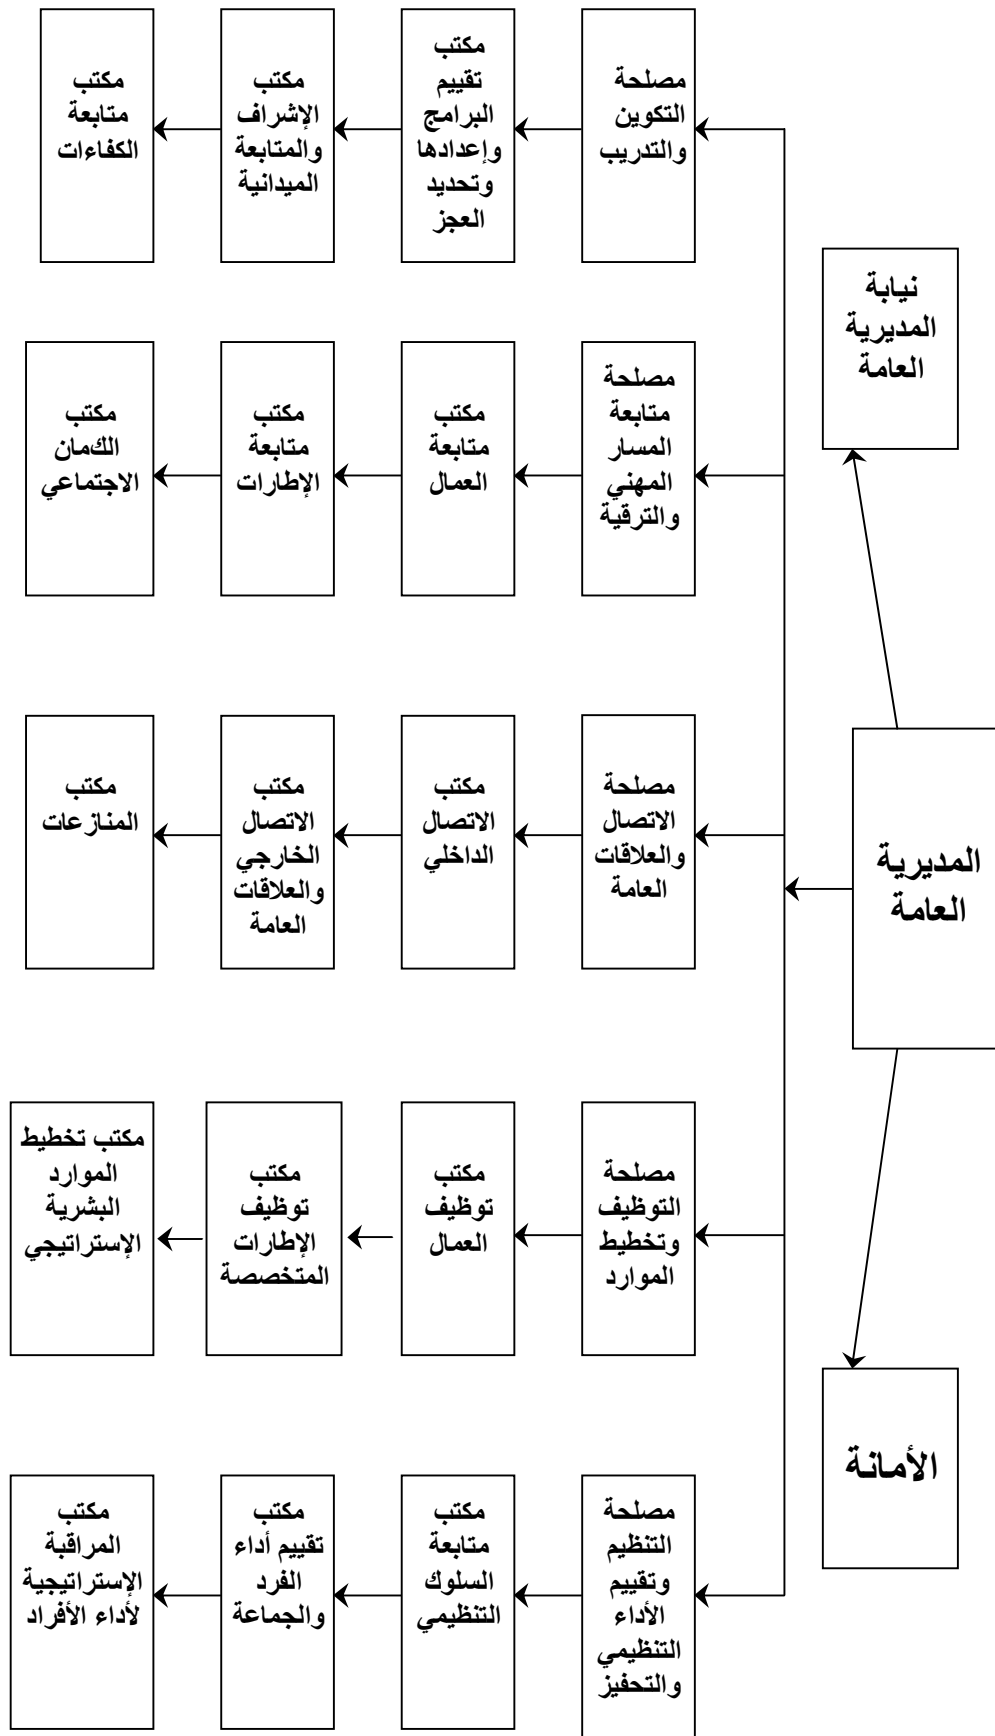 مصلحة
التكوين
والتدريب
مكتب
تقييم
البرامج
وإعدادها
وتحديد
العجز
مكتب
الإشراف
والمتابعة
الميدانية
مكتب
متابعة
الكفاءات
نيابة
المديرية
العامة
مصلحة
متابعة
المسار
المهني
والترقية
مكتب
متابعة
العمال
مكتب
متابعة
الإطارات
مكتب
الكمان
الاجتماعي
المديرية
العامة
مصلحة
الاتصال
والعلاقات
العامة
مكتب
الاتصال
الداخلي
مكتب
الاتصال
الخارجي
والعلاقات
العامة
مكتب
المنازعات
مصلحة
التوظيف
وتخطيط
الموارد
مكتب
توظيف
العمال
مكتب
توظيف
الإطارات
المتخصصة
مكتب تخطيط
الموارد
البشرية
الإستراتيجي
الأمانة
مصلحة
التنظيم
وتقييم
الأداء
التنظيمي
والتحفيز
مكتب
متابعة
السلوك
التنظيمي
مكتب
تقييم أداء
الفرد
والجماعة
مكتب
المراقبة
الإستراتيجية
لأداء الأفراد